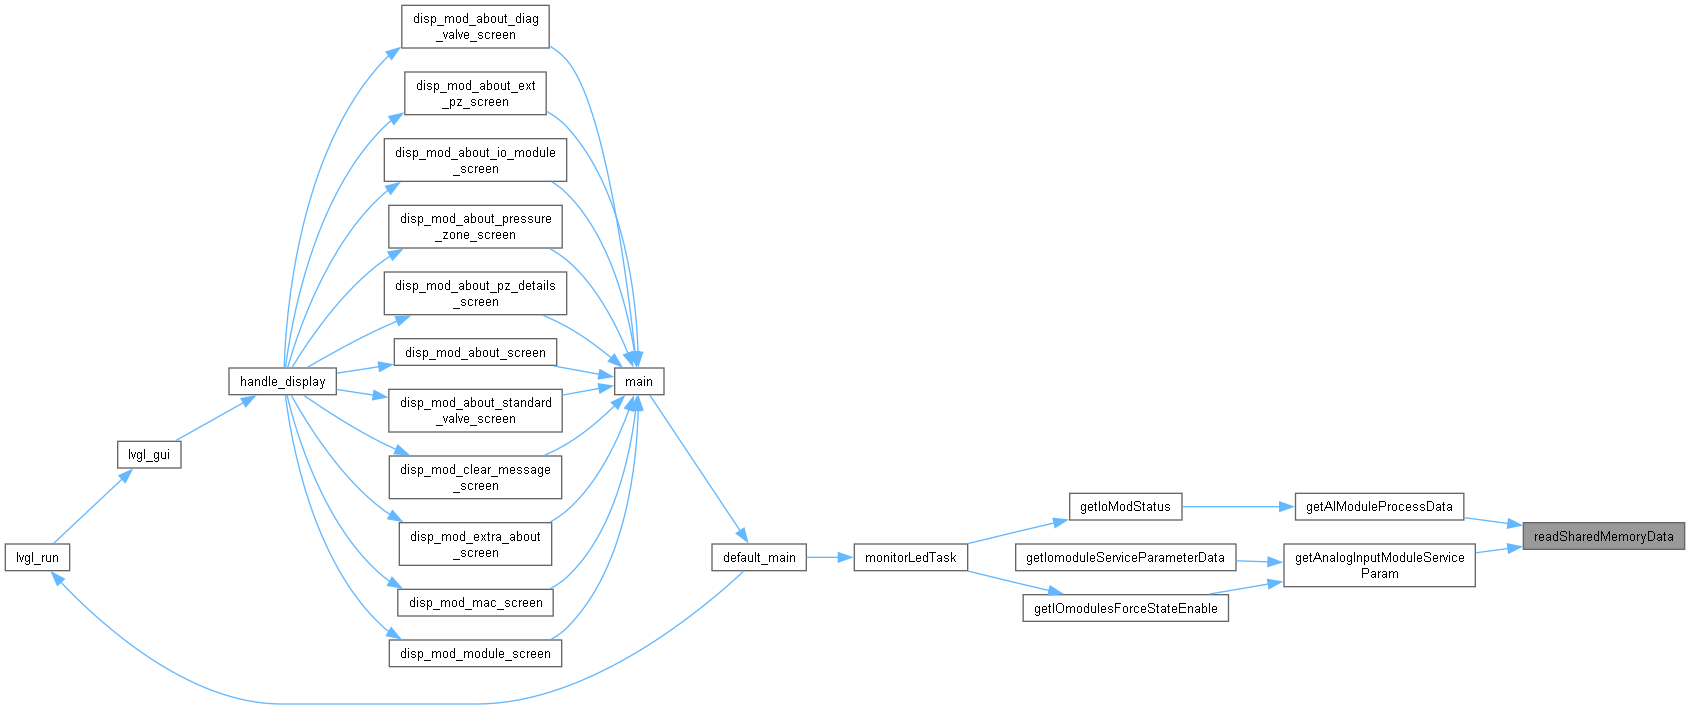 disp_mod_about_diag
_valve_screen
disp_mod_about_ext
_pz_screen
disp_mod_about_io_module
_screen
disp_mod_about_pressure
_zone_screen
disp_mod_about_pz_details
_screen
disp_mod_about_screen
handle_display
main
disp_mod_about_standard
_valve_screen
lvgl_gui
disp_mod_clear_message
_screen
disp_mod_extra_about
_screen
disp_mod_mac_screen
disp_mod_module_screen
lvgl_run
default_main
monitorLedTask
getIoModStatus
getIomoduleServiceParameterData
getIOmodulesForceStateEnable
getAIModuleProcessData
getAnalogInputModuleService
Param
readSharedMemoryData